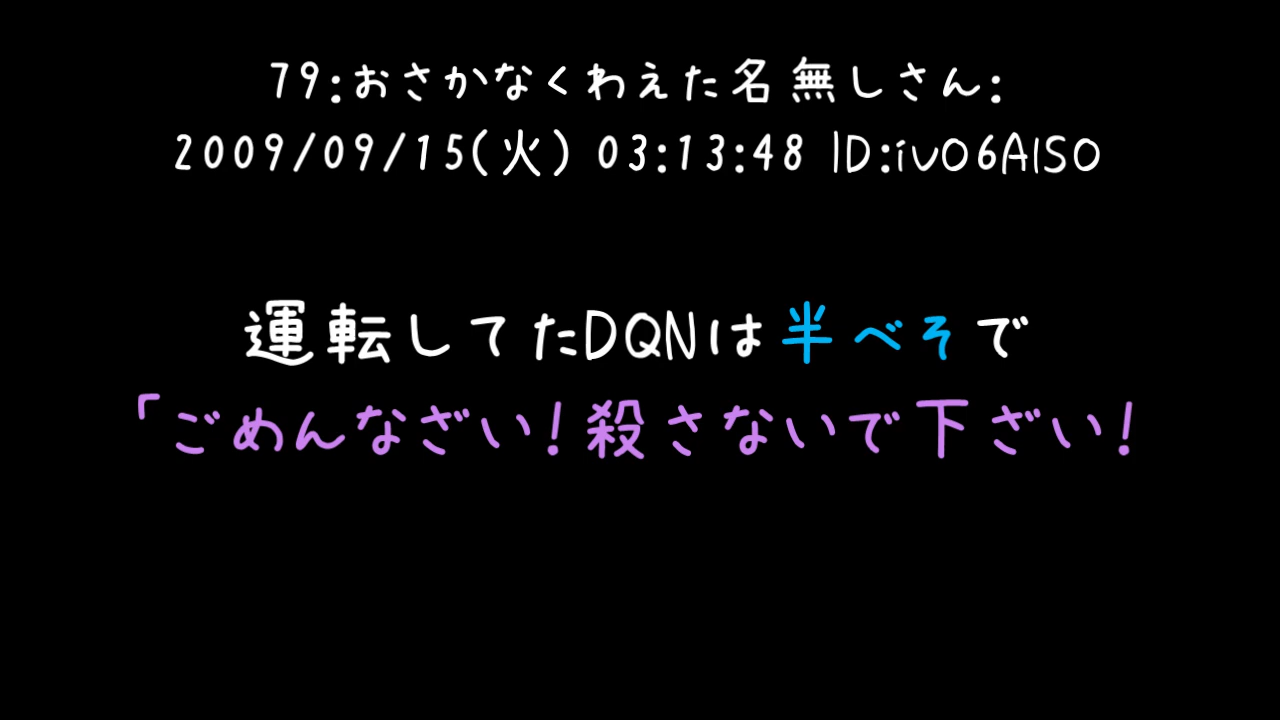 79:おさかなくわえた名無しさん:
2009/09/15(火) 03:13:48 ID:ivO6AISO
運転してたDQNは半べそで
「ごめんなざい!殺さないで下ざい!